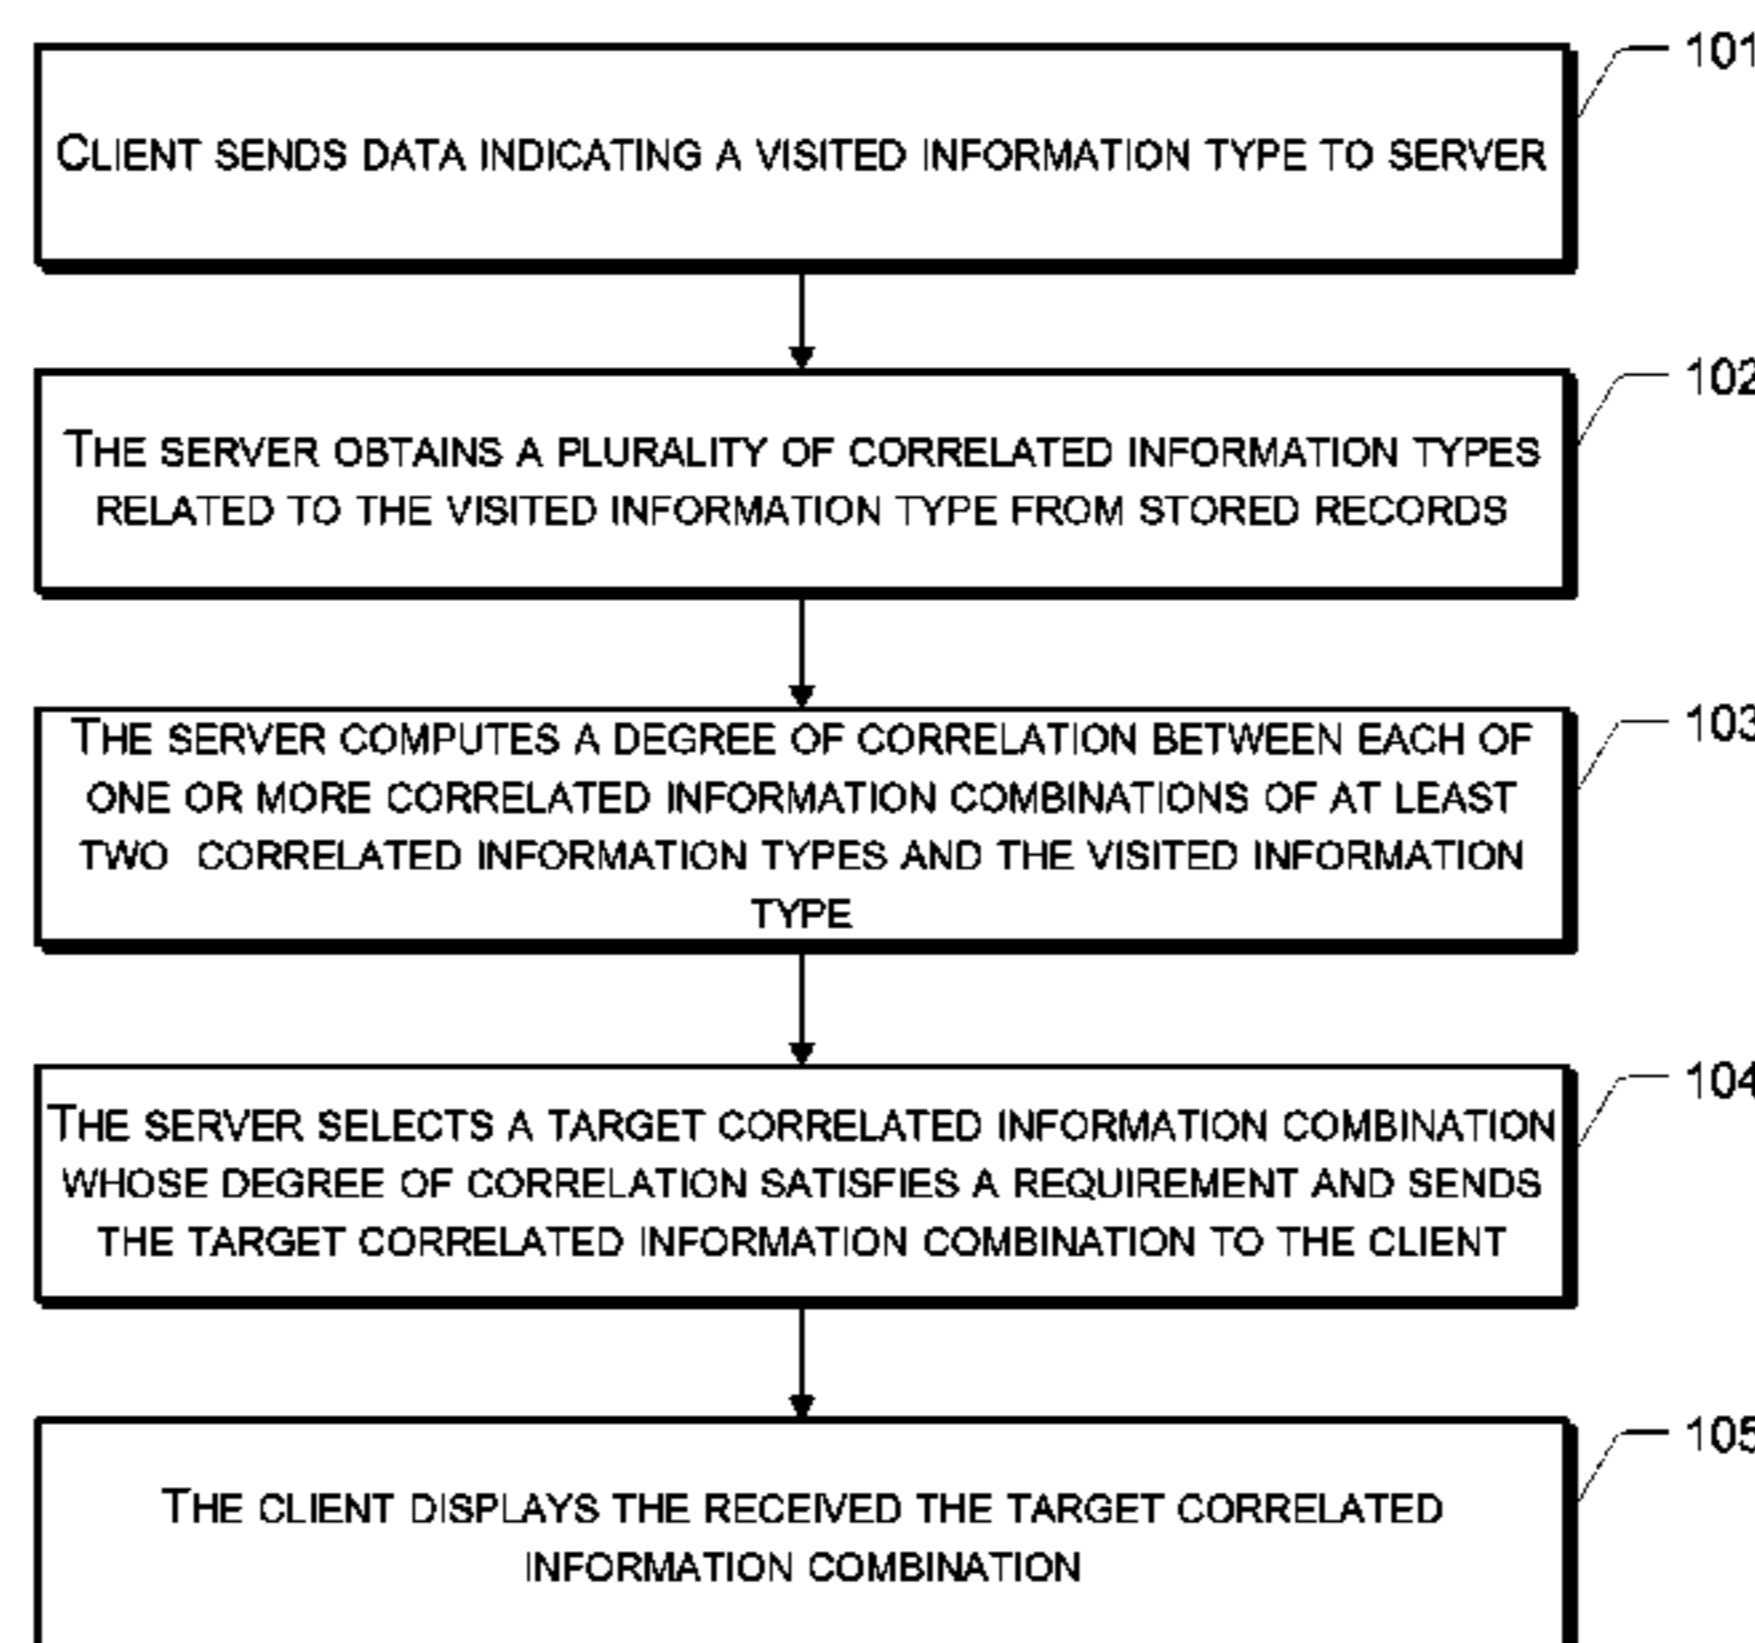 101
CLIENT SENDS DATA INDICATING A VISITED INFORMATION TYPE TO SERVER
102
THE SERVER OBTAINS A PLURALITY OF CORRELATED INFORMATION TYPES
RELATED TO THE VISITED INFORMATION TYPE FROM STORED RECORDS
103
THE SERVER COMPUTES A DEGREE OF CORRELATION BETWEEN EACH OF
ONE OR MORE CORRELATED INFORMATION COMBINATIONS OF AT LEAST
TWO CORRELATED INFORMATION TYPES AND THE VISITED INFORMATION
TYPE
104
THE SERVER SELECTS A TARGET CORRELATED INFORMATION COMBINATION
WHOSE DEGREE OF CORRELATION SATISFIES A REQUIREMENT AND SENDS
THE TARGET CORRELATED INFORMATION COMBINATION TO THE CLIENT
105
THE CLIENT DISPLAYS THE RECEIVED THE TARGET CORRELATED
INFORMATION COMBINATION